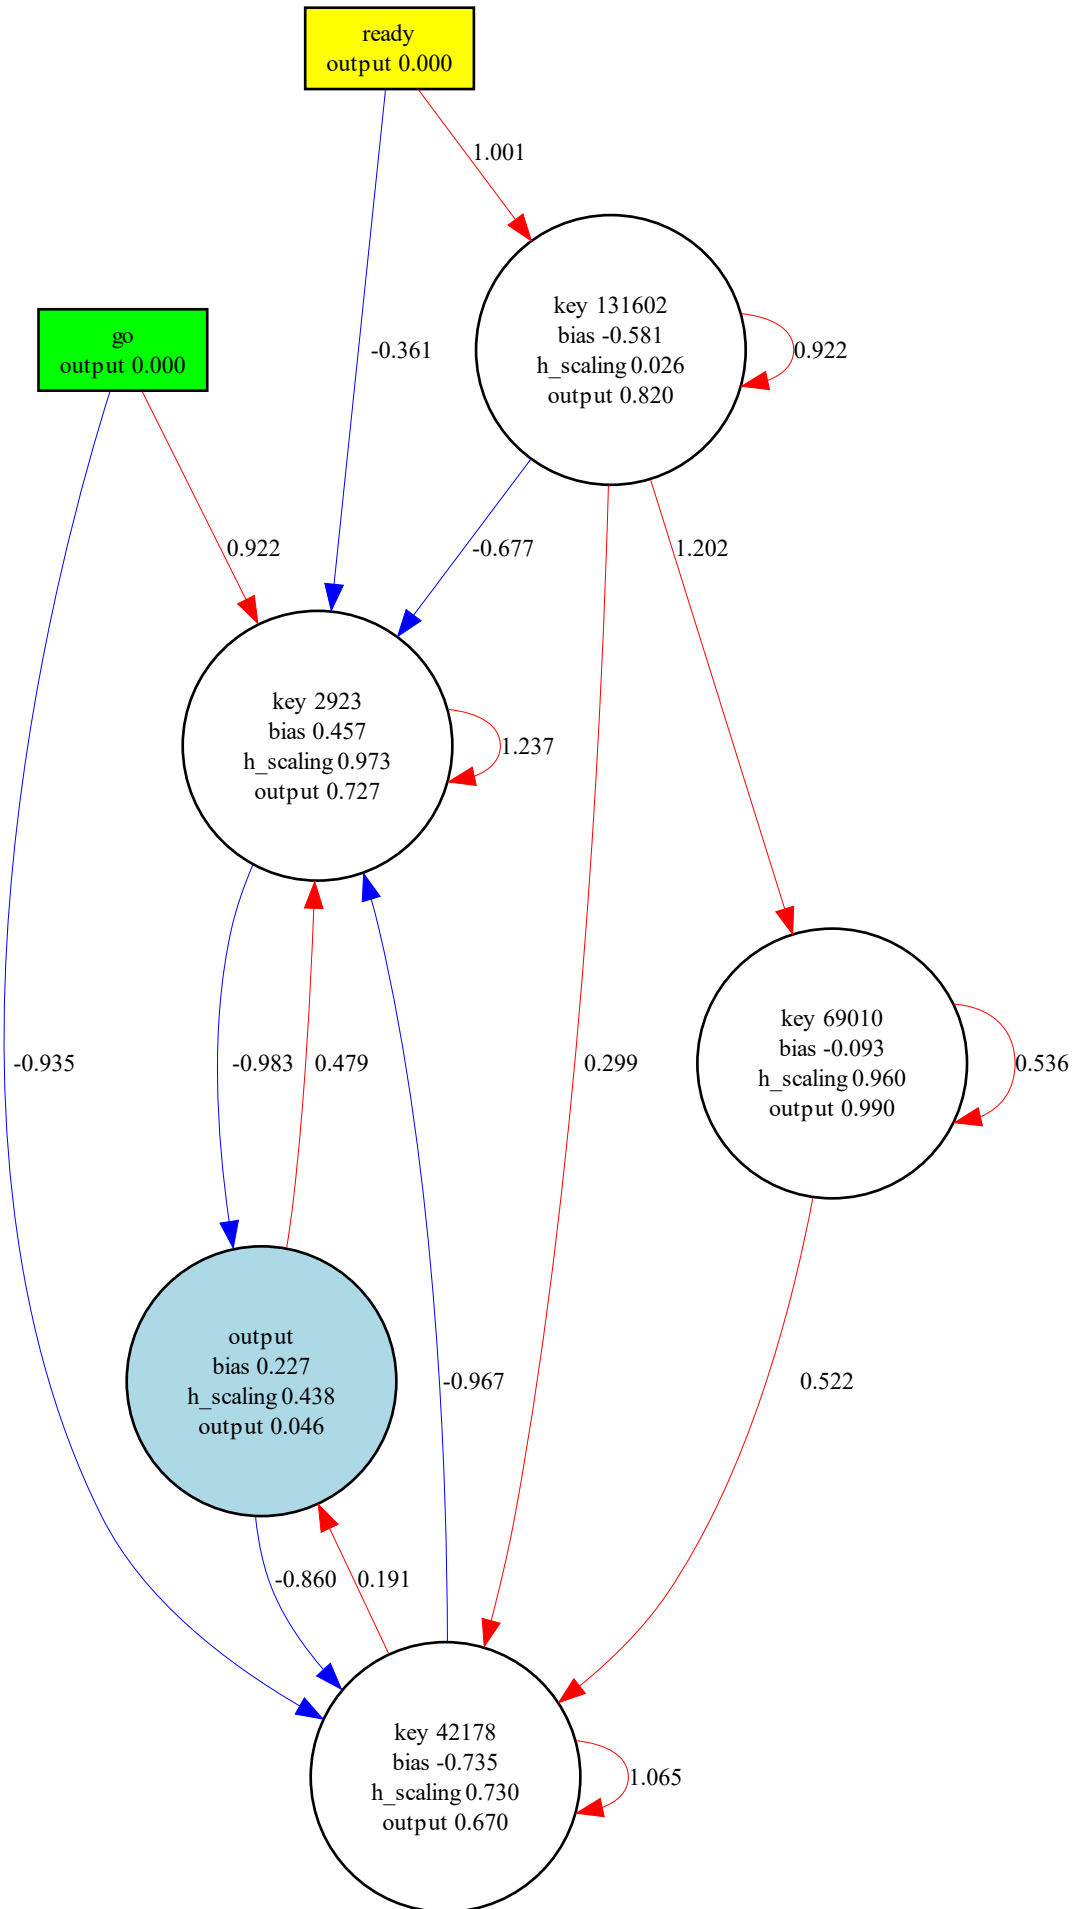 ready
output 0.000
1.001
key 131602
bias -0.581
h_scaling 0.026
output 0.820
0.922
go
output 0.000
-0.361
0.922
-0.677
1.202
key 2923
bias 0.457
h_scaling 0.973
output 0.727
1.237
key 69010
bias -0.093
h_scaling 0.960
output 0.990
0.536
-0.935
-0.983
0.479
0.299
output
bias 0.227
h_scaling 0.438
output 0.046
-0.967
0.522
-0.860
0.191
key 42178
bias -0.735
h_scaling 0.730
output 0.670
1.065